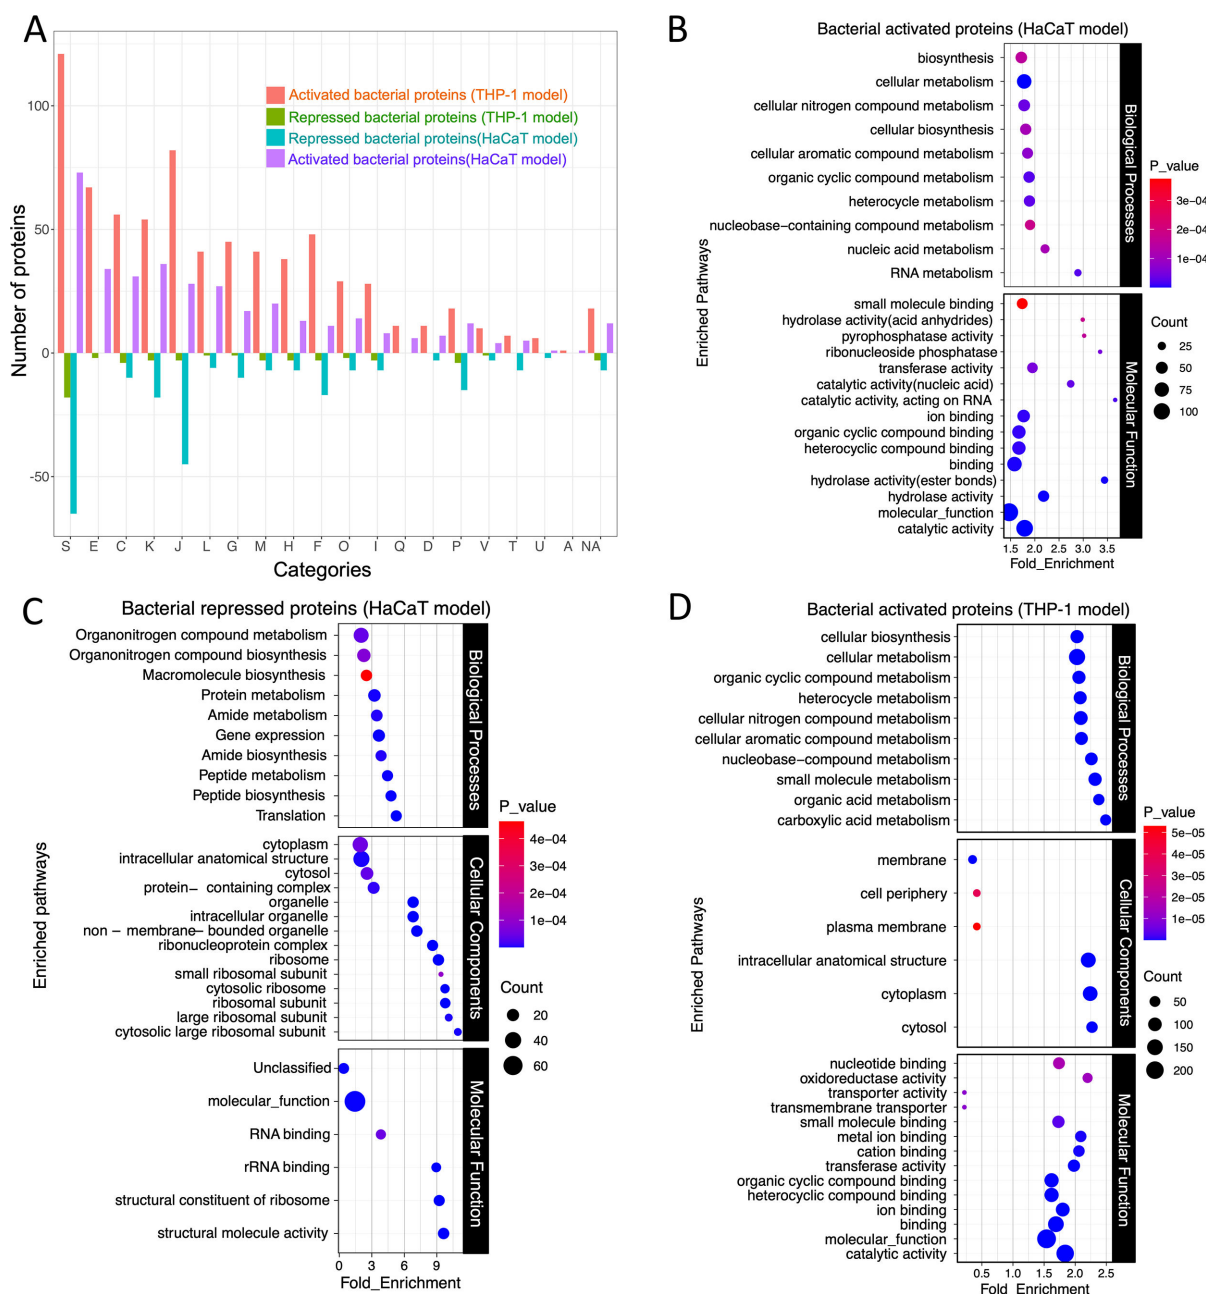 A
Number of proteins
100
50
0
-50
Activated bacterial proteins (THP-1 model)
Repressed bacterial proteins (THP-1 model)
Repressed bacterial proteins(HaCaT model)
Activated bacterial proteins(HaCaT model)
S E C K J L G M H F O I Q D P V T U A NA
Categories
B
Bacterial activated proteins (HaCaT model)
Enriched Pathways
biosynthesis
cellular metabolism
cellular nitrogen compound metabolism
cellular biosynthesis
cellular aromatic compound metabolism
organic cyclic compound metabolism
heterocycle metabolism
nucleobase−containing compound metabolism
nucleic acid metabolism
RNA metabolism
Biological Processes
small molecule binding
hydrolase activity(acid anhydrides)
pyrophosphatase activity
ribonucleoside phosphatase
transferase activity
catalytic activity(nucleic acid)
catalytic activity, acting on RNA
ion binding
organic cyclic compound binding
heterocyclic compound binding
binding
hydrolase activity(ester bonds)
hydrolase activity
molecular_function
catalytic activity
Molecular Function
1.5 2.0 2.5 3.0 3.5
Fold_Enrichment
P_value
3e−04
2e−04
1e−04
Count
25
50
75
100
C
Bacterial repressed proteins (HaCaT model)
Enriched pathways
Organonitrogen compound metabolism
Organonitrogen compound biosynthesis
Macromolecule biosynthesis
Protein metabolism
Amide metabolism
Gene expression
Amide biosynthesis
Peptide metabolism
Peptide biosynthesis
Translation
Biological Processes
cytoplasm
intracellular anatomical structure
cytosol
protein− containing complex
organelle
intracellular organelle
non − membrane− bounded organelle
ribonucleoprotein complex
ribosome
small ribosomal subunit
cytosolic ribosome
ribosomal subunit
large ribosomal subunit
cytosolic large ribosomal subunit
Cellular Components
Unclassified
molecular_function
RNA binding
rRNA binding
structural constituent of ribosome
structural molecule activity
Molecular Function
0 3 6 9
Fold_Enrichment
P_value
4e−04
3e−04
2e−04
1e−04
Count
20
40
60
D
Bacterial activated proteins (THP-1 model)
Enriched Pathways
cellular biosynthesis
cellular metabolism
organic cyclic compound metabolism
heterocycle metabolism
cellular nitrogen compound metabolism
cellular aromatic compound metabolism
nucleobase−compound metabolism
small molecule metabolism
organic acid metabolism
carboxylic acid metabolism
Biological Processes
membrane
cell periphery
plasma membrane
intracellular anatomical structure
cytoplasm
cytosol
Cellular Components
nucleotide binding
oxidoreductase activity
transporter activity
transmembrane transporter
small molecule binding
metal ion binding
cation binding
transferase activity
organic cyclic compound binding
heterocyclic compound binding
ion binding
binding
molecular_function
catalytic activity
Molecular Function
0.5 1.0 1.5 2.0 2.5
Fold_Enrichment
P_value
5e−05
4e−05
3e−05
2e−05
1e−05
Count
50
100
150
200